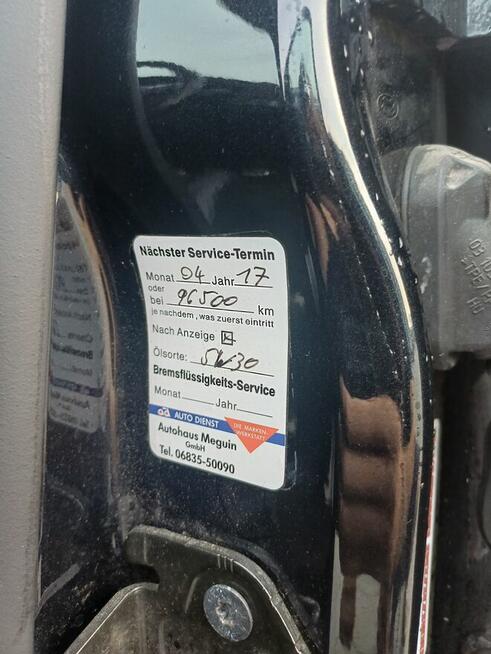 Nächster Service-Termin
Monat 04 Jahr 17
oder
bei 96500 km
je nachdem, was zuerst eintritt
Nach Anzeige
Ölsorte: 5W30
Bremsflüssigkeits-Service
Monat Jahr
ad AUTO DIENST DIE MARKEN-
WERKSTATT
Autohaus Meguin
GmbH
Tel. 06835-50090